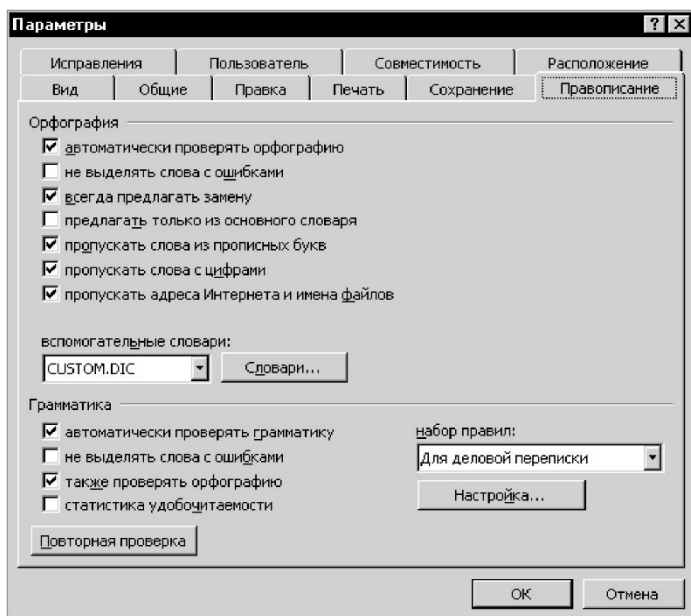 Параметры
Исправления Пользователь Совместимость Расположение
Вид Общие Правка Печать Сохранение Правописание
Орфография
автоматически проверять орфографию
не выделять слова с ошибками
всегда предлагать замену
предлагать только из основного словаря
пропускать слова из прописных букв
пропускать слова с цифрами
пропускать адреса Интернета и имена файлов
вспомогательные словари:
CUSTOM.DIC Словари...
Грамматика
автоматически проверять грамматику набор правил:
не выделять слова с ошибками Для деловой переписки
также проверять орфографию
статистика удобочитаемости Настройка...
Повторная проверка
ОК Отмена